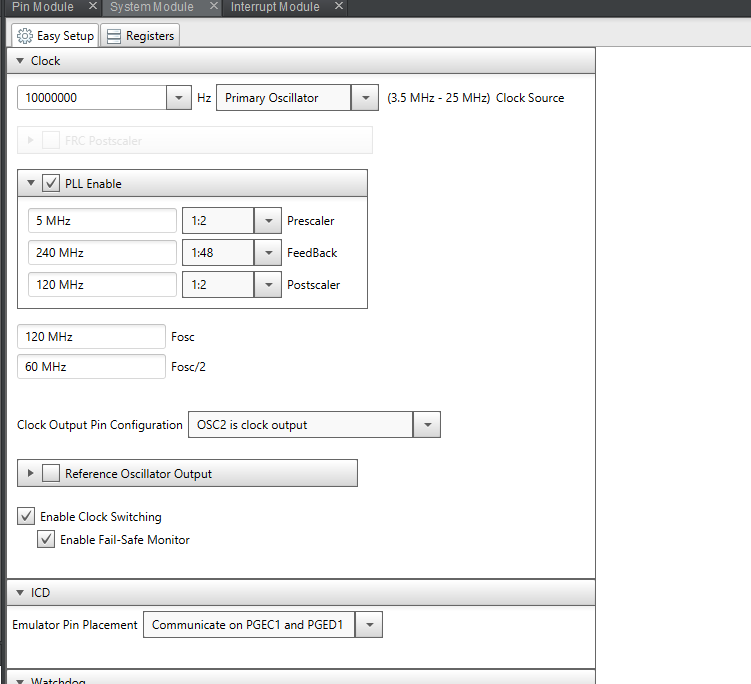 Pin Module System Module Interrupt Module
Easy Setup Registers
Clock
10000000 Hz Primary Oscillator (3.5 MHz - 25 MHz) Clock Source
FRC Postscaler
PLL Enable
5 MHz 1:2 Prescaler
240 MHz 1:48 FeedBack
120 MHz 1:2 Postscaler
120 MHz Fosc
60 MHz Fosc/2
Clock Output Pin Configuration OSC2 is clock output
Reference Oscillator Output
Enable Clock Switching
Enable Fail-Safe Monitor
ICD
Emulator Pin Placement Communicate on PGEC1 and PGED1
Watchdog